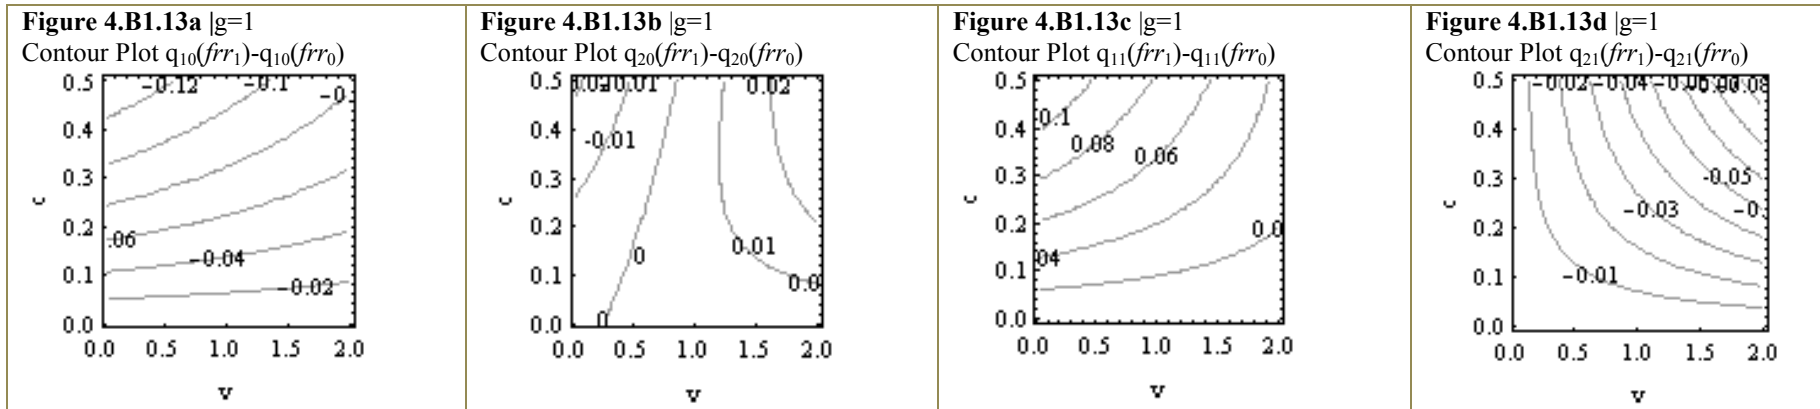 Figure 4.B1.13a |g=1
Contour Plot q10(frr1)-q10(frr0)
0.5
0.4
0.3
0.2
0.1
0.0
c
-0.12
-0.1
-0
.06
-0.04
-0.02
0.0 0.5 1.0 1.5 2.0
v
Figure 4.B1.13b |g=1
Contour Plot q20(frr1)-q20(frr0)
0.5
0.4
0.3
0.2
0.1
0.0
c
-0.01
0.02
-0.01
0
0.01
0.0
0
0.0 0.5 1.0 1.5 2.0
v
Figure 4.B1.13c |g=1
Contour Plot q11(frr1)-q11(frr0)
0.5
0.4
0.3
0.2
0.1
0.0
c
0.1
0.08
0.06
0.0
04
0.0 0.5 1.0 1.5 2.0
v
Figure 4.B1.13d |g=1
Contour Plot q21(frr1)-q21(frr0)
0.5
0.4
0.3
0.2
0.1
0.0
c
-0.02
-0.04
-0.05
-0.03
-0
-0.01
0.0 0.5 1.0 1.5 2.0
v